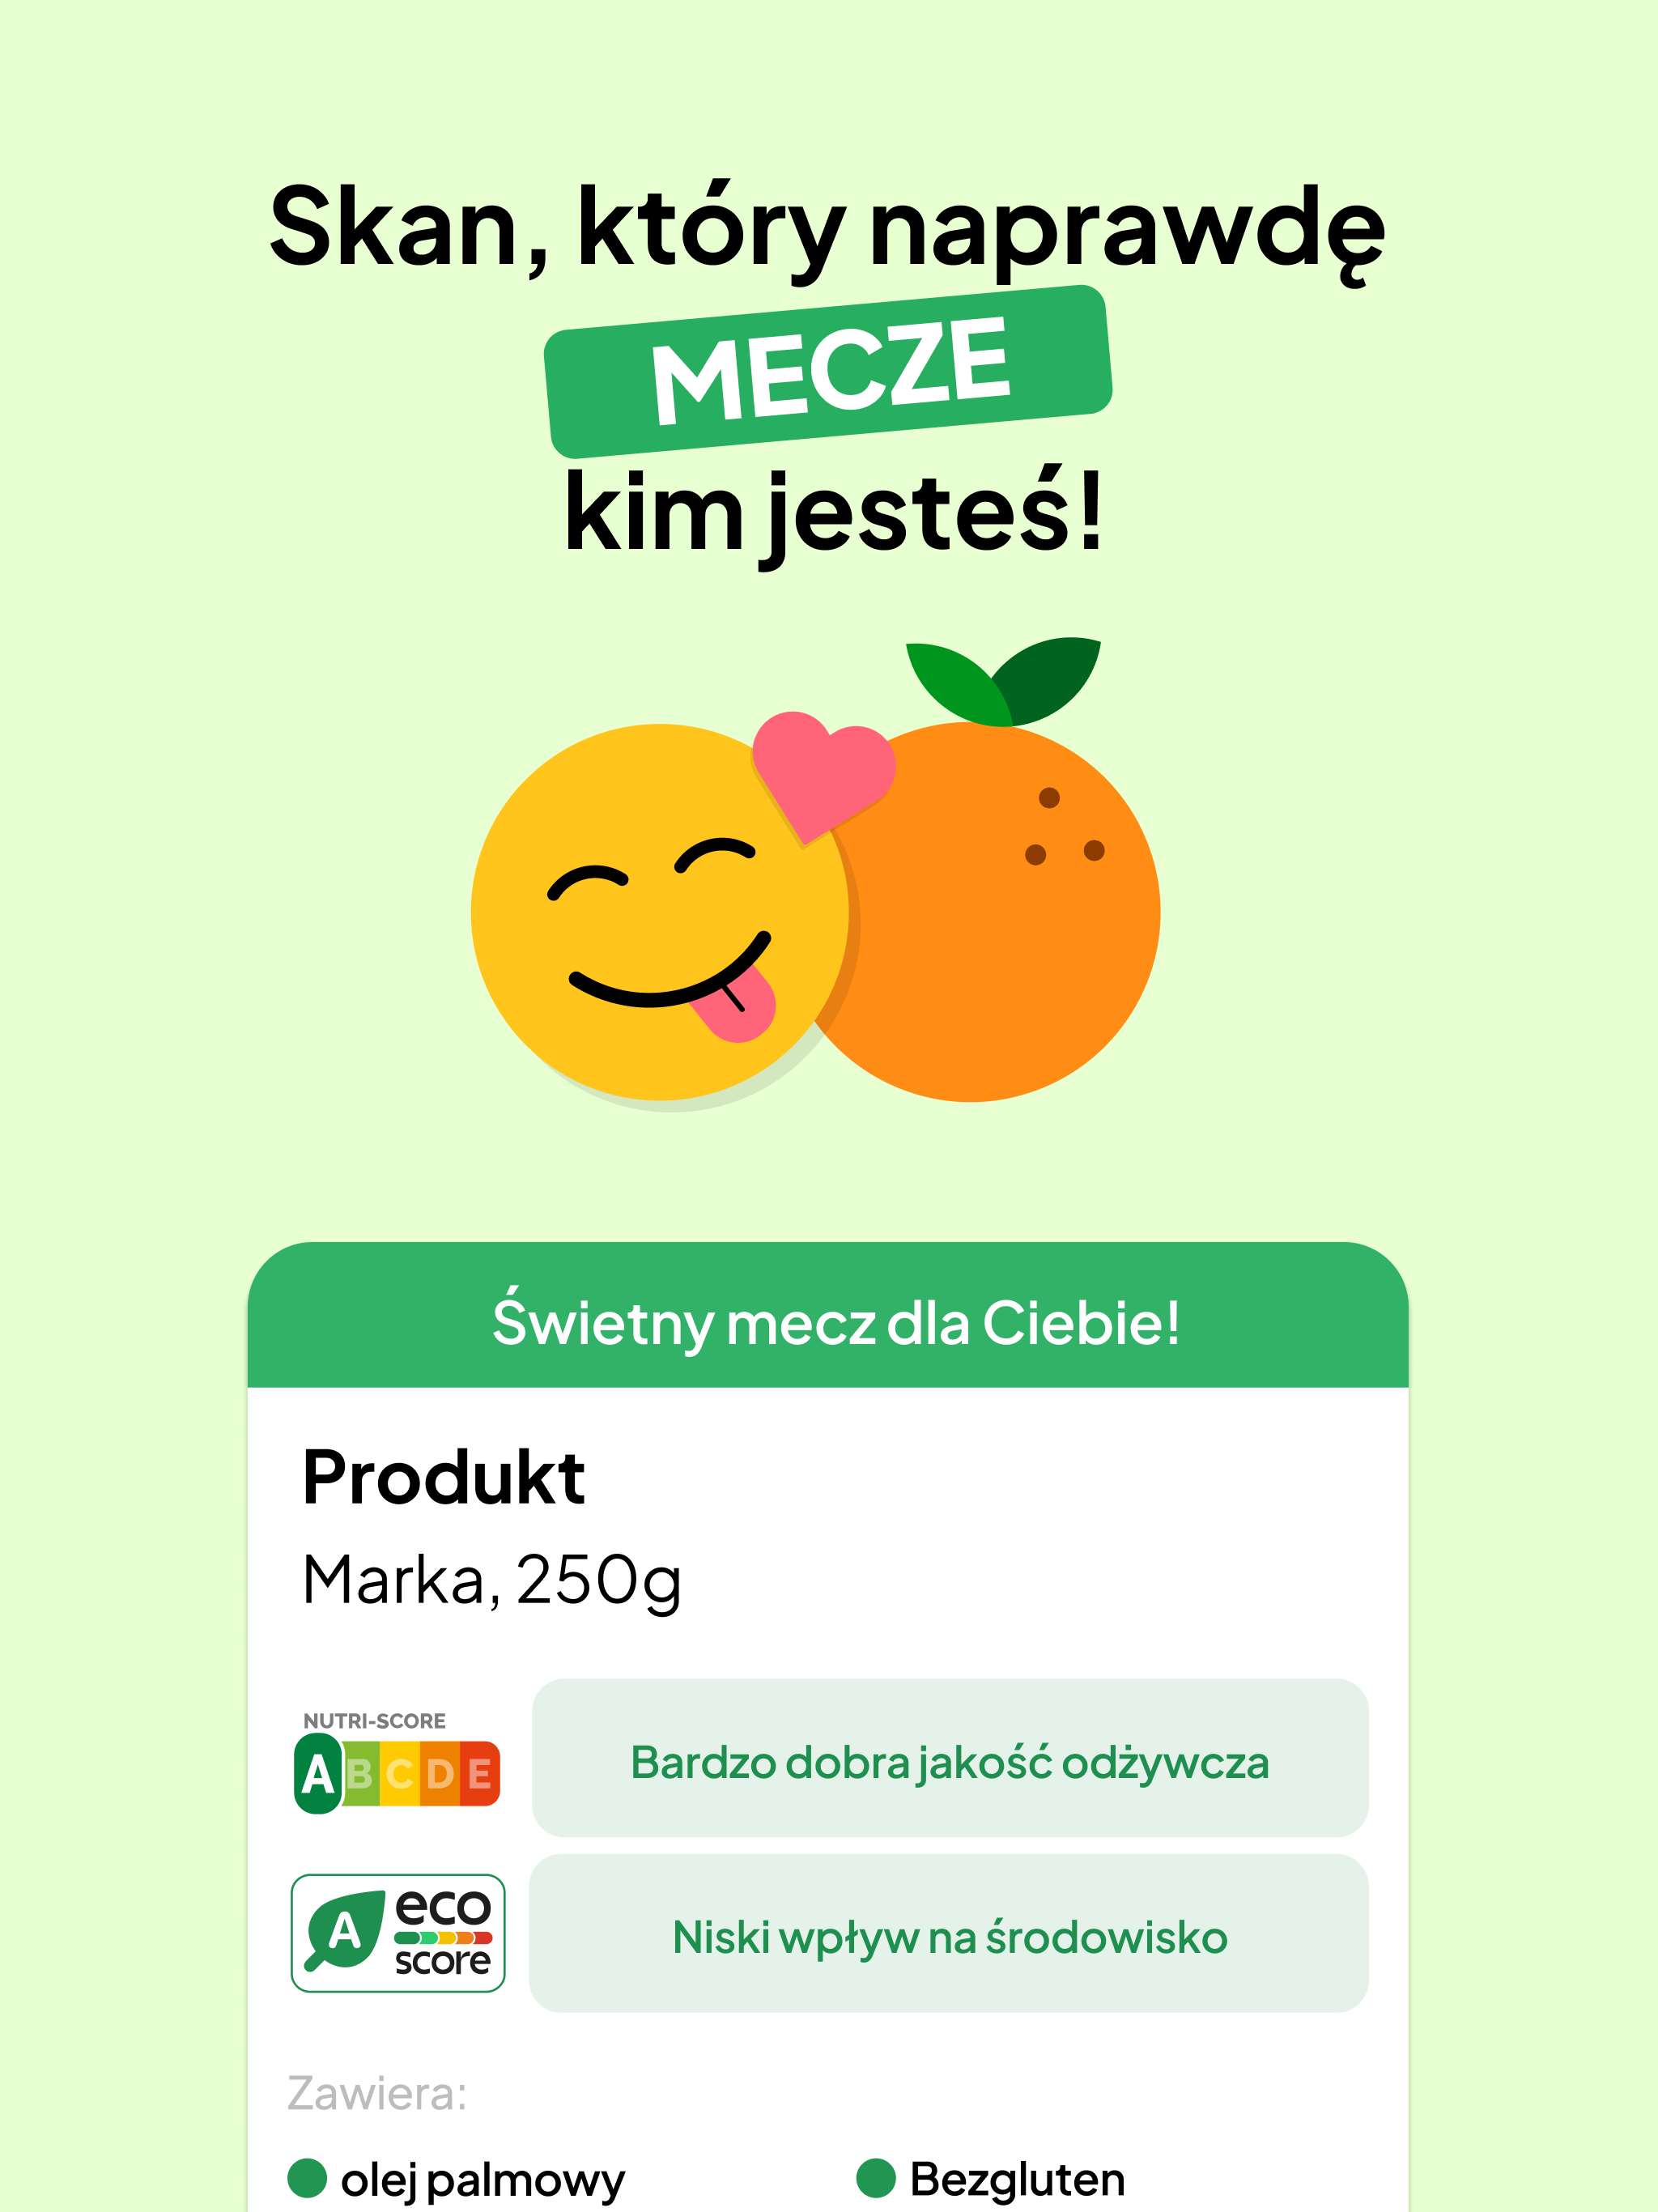 Skan, który naprawdę
MECZE
kim jesteś!
Świetny mecz dla Ciebie!
Produkt
Marka, 250g
NUTRI-SCORE
A B C D E
Bardzo dobra jakość odżywcza
A eco
score
Niski wpływ na środowisko
Zawiera:
olej palmowy
Bezgluten